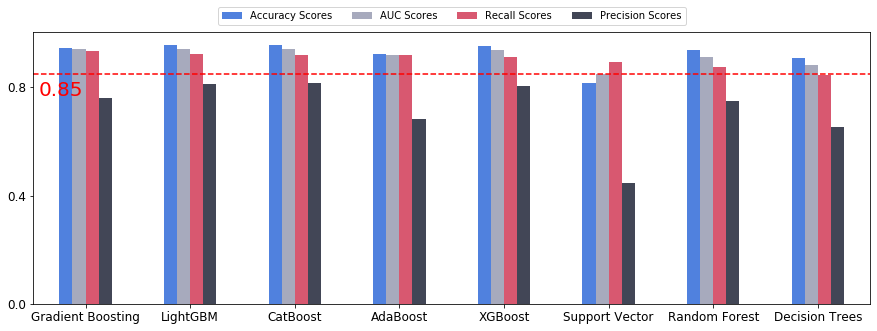 Accuracy Scores AUC Scores Recall Scores Precision Scores
0.8
0.85
0.4
0.0
Gradient Boosting LightGBM CatBoost AdaBoost XGBoost Support Vector Random Forest Decision Trees